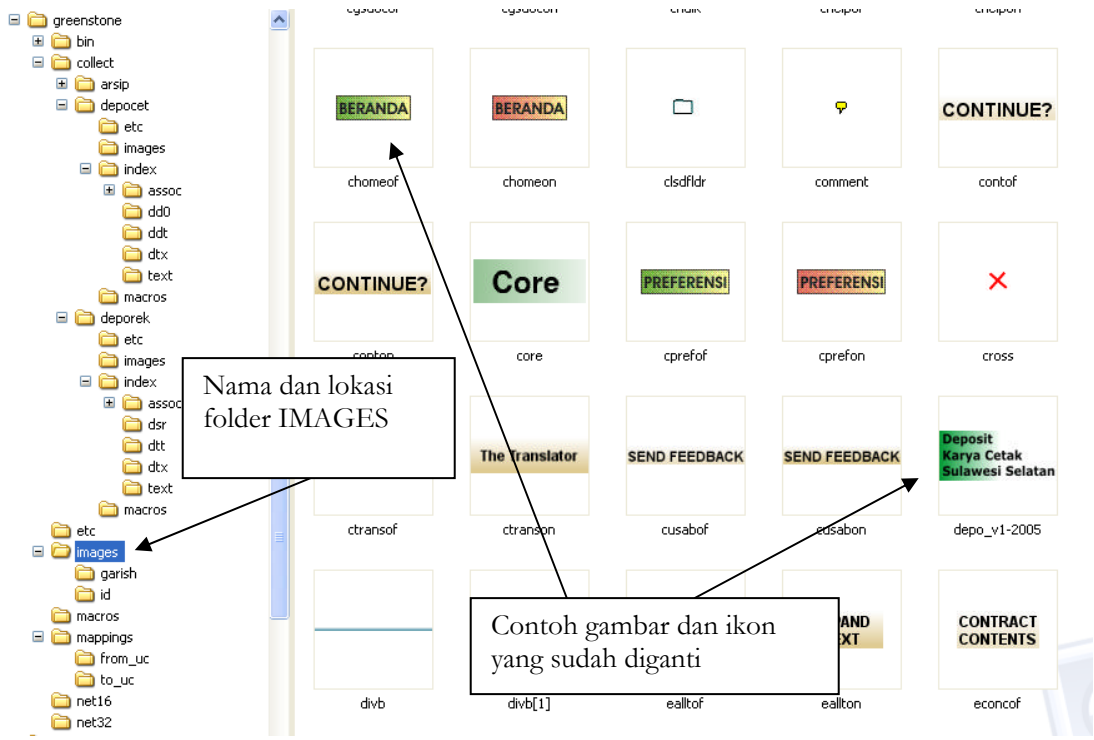 greenstone
bin
collect
arsip
depocet
etc
images
index
assoc
dd0
ddt
dtx
text
macros
deporek
etc
images
index
assoc
dsr
dtt
dtx
text
macros
etc
images
garish
id
macros
mappings
from_uc
to_uc
net16
net32
BERANDA
BERANDA
CONTINUE?
chomeof
chomeon
clsdfldr
comment
contof
CONTINUE?
Core
PREFERENSI
PREFERENSI
core
cprefof
cprefon
cross
Nama dan lokasi
folder IMAGES
The Translator
SEND FEEDBACK
SEND FEEDBACK
Deposit
Karya Cetak
Sulawesi Selatan
ctransof
ctranson
cusabof
cusabon
depo_v1-2005
Contoh gambar dan ikon
yang sudah diganti
CONTRACT
CONTENTS
divb
divb[1]
ealltof
eallton
econcof